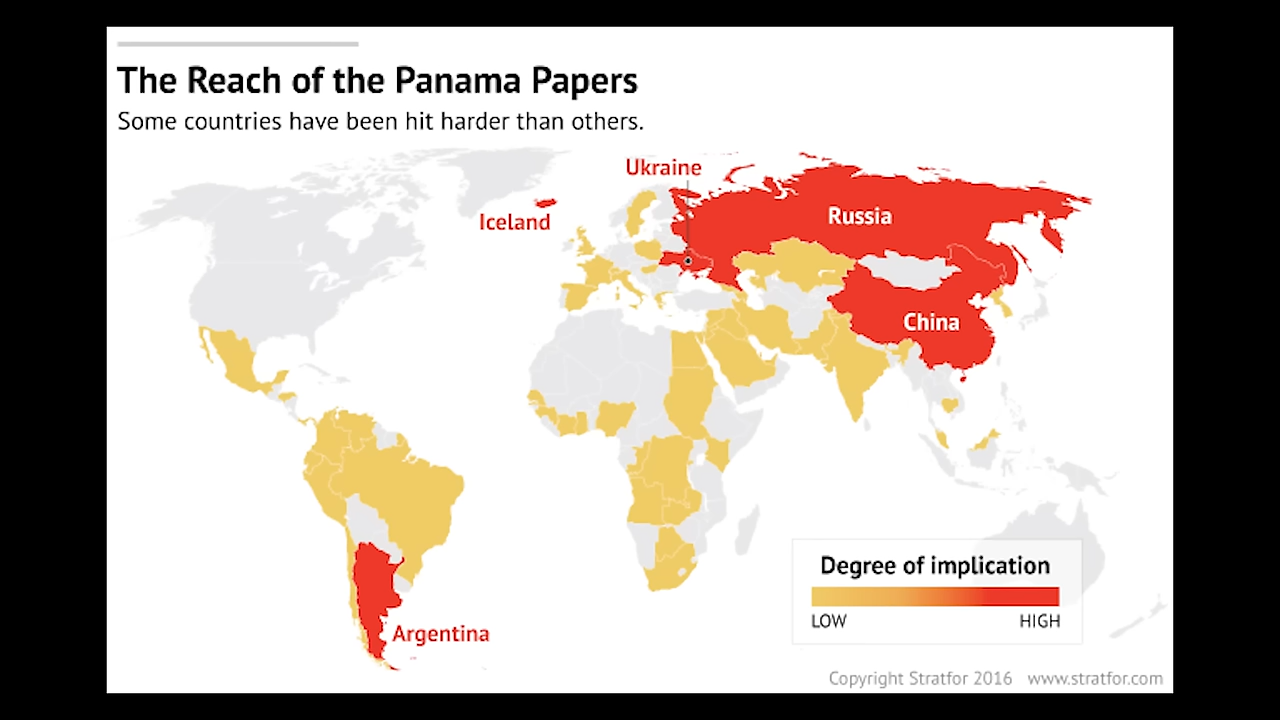 The Reach of the Panama Papers
Some countries have been hit harder than others.
Ukraine
Iceland
Russia
China
Argentina
Degree of implication
LOW HIGH
Copyright Stratfor 2016 www.stratfor.com